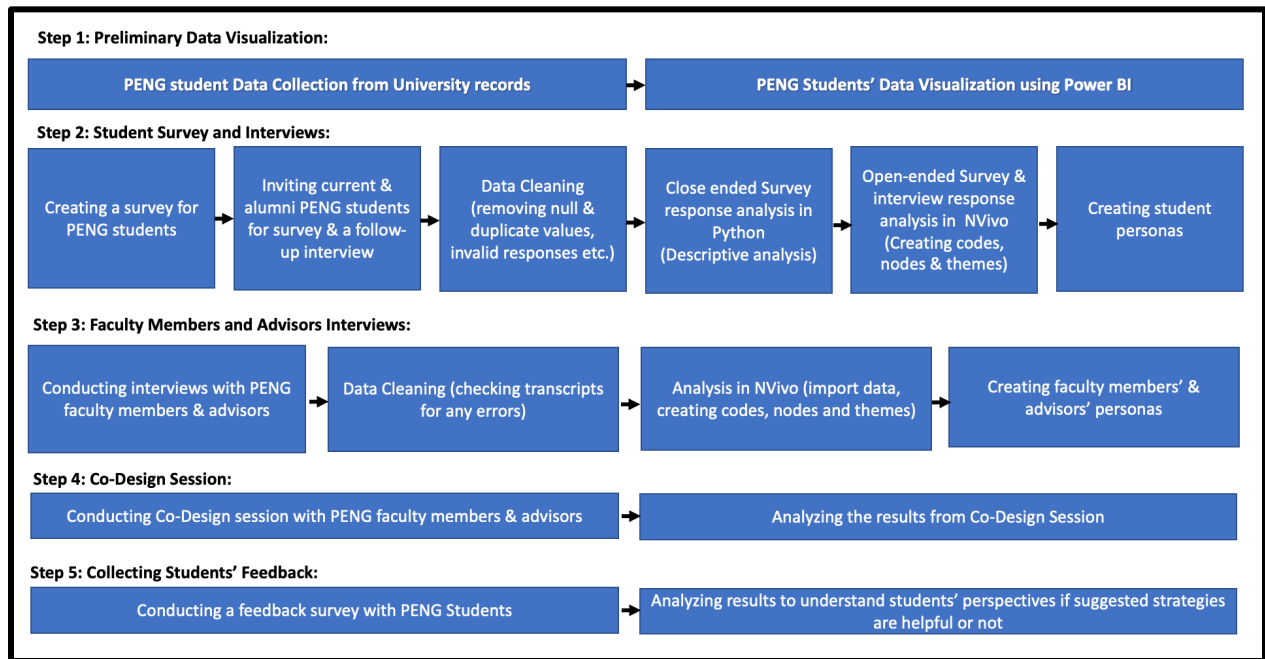 Step 1: Preliminary Data Visualization:
PENG student Data Collection from University records
PENG Students’ Data Visualization using Power BI
Step 2: Student Survey and Interviews:
Creating a survey for
PENG students
Inviting current &
alumni PENG students
for survey & a follow-
up interview
Data Cleaning
(removing null &
duplicate values,
invalid responses etc.)
Close ended Survey
response analysis in
Python
(Descriptive analysis)
Open-ended Survey &
interview response
analysis in NVivo
(Creating codes,
nodes & themes)
Creating student
personas
Step 3: Faculty Members and Advisors Interviews:
Conducting interviews with PENG
faculty members & advisors
Data Cleaning (checking transcripts
for any errors)
Analysis in NVivo (import data,
creating codes, nodes and themes)
Creating faculty members’ &
advisors’ personas
Step 4: Co-Design Session:
Conducting Co-Design session with PENG faculty members & advisors
Analyzing the results from Co-Design Session
Step 5: Collecting Students’ Feedback:
Conducting a feedback survey with PENG Students
Analyzing results to understand students’ perspectives if suggested strategies
are helpful or not